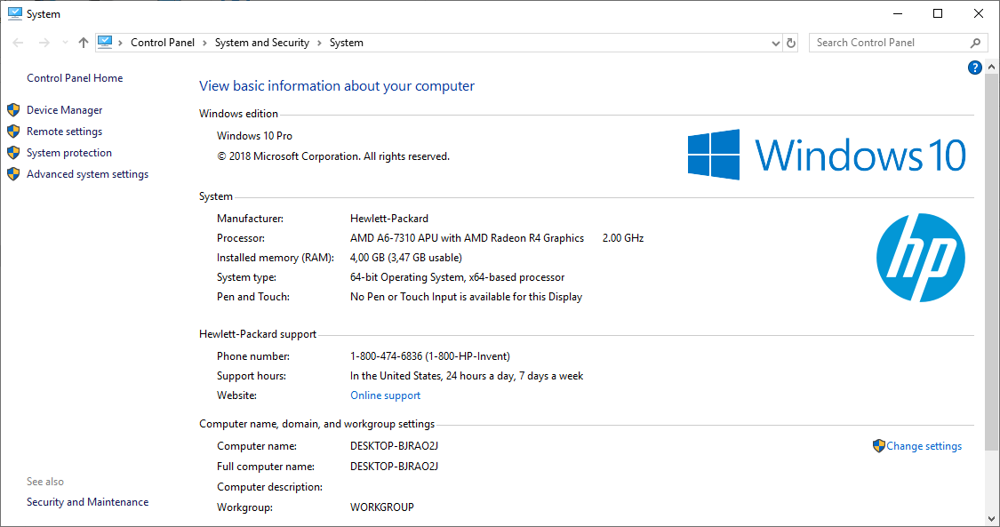 System
Control Panel > System and Security > System
Search Control Panel
Control Panel Home
Device Manager
Remote settings
System protection
Advanced system settings
See also
Security and Maintenance
?
View basic information about your computer
Windows edition
Windows 10 Pro
© 2018 Microsoft Corporation. All rights reserved.
Windows 10
System
Manufacturer: Hewlett-Packard
Processor: AMD A6-7310 APU with AMD Radeon R4 Graphics 2.00 GHz
Installed memory (RAM): 4,00 GB (3,47 GB usable)
System type: 64-bit Operating System, x64-based processor
Pen and Touch: No Pen or Touch Input is available for this Display
hp
Hewlett-Packard support
Phone number: 1-800-474-6836 (1-800-HP-Invent)
Support hours: In the United States, 24 hours a day, 7 days a week
Website: Online support
Computer name, domain, and workgroup settings
Computer name: DESKTOP-BJRAO2J
Change settings
Full computer name: DESKTOP-BJRAO2J
Computer description:
Workgroup: WORKGROUP